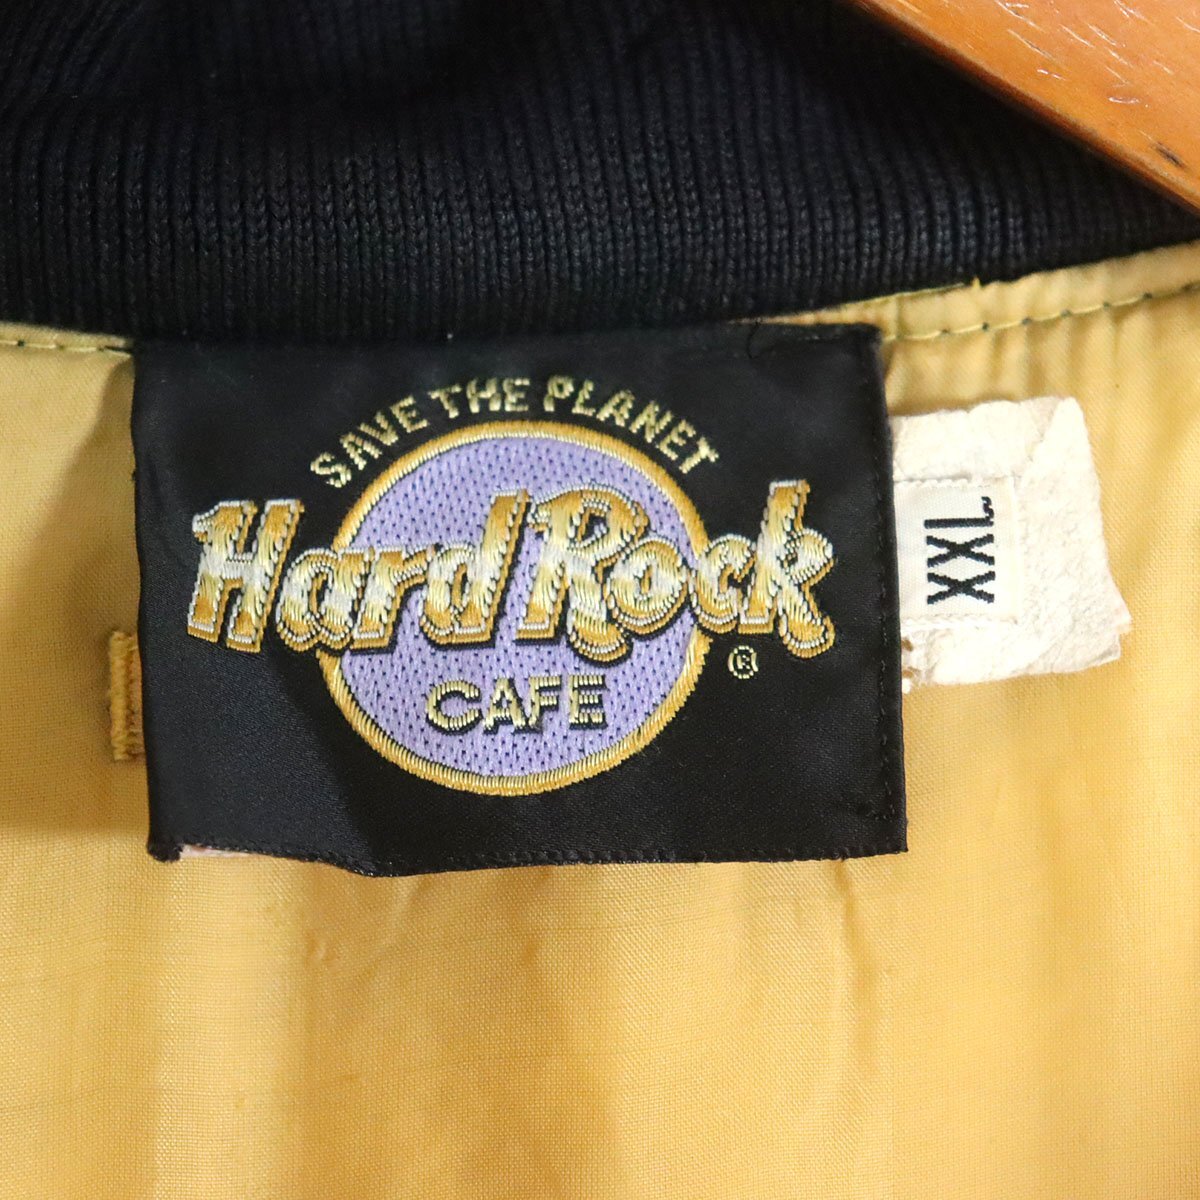 SAVE THE PLANET
Hard Rock
CAFE
®
XXL